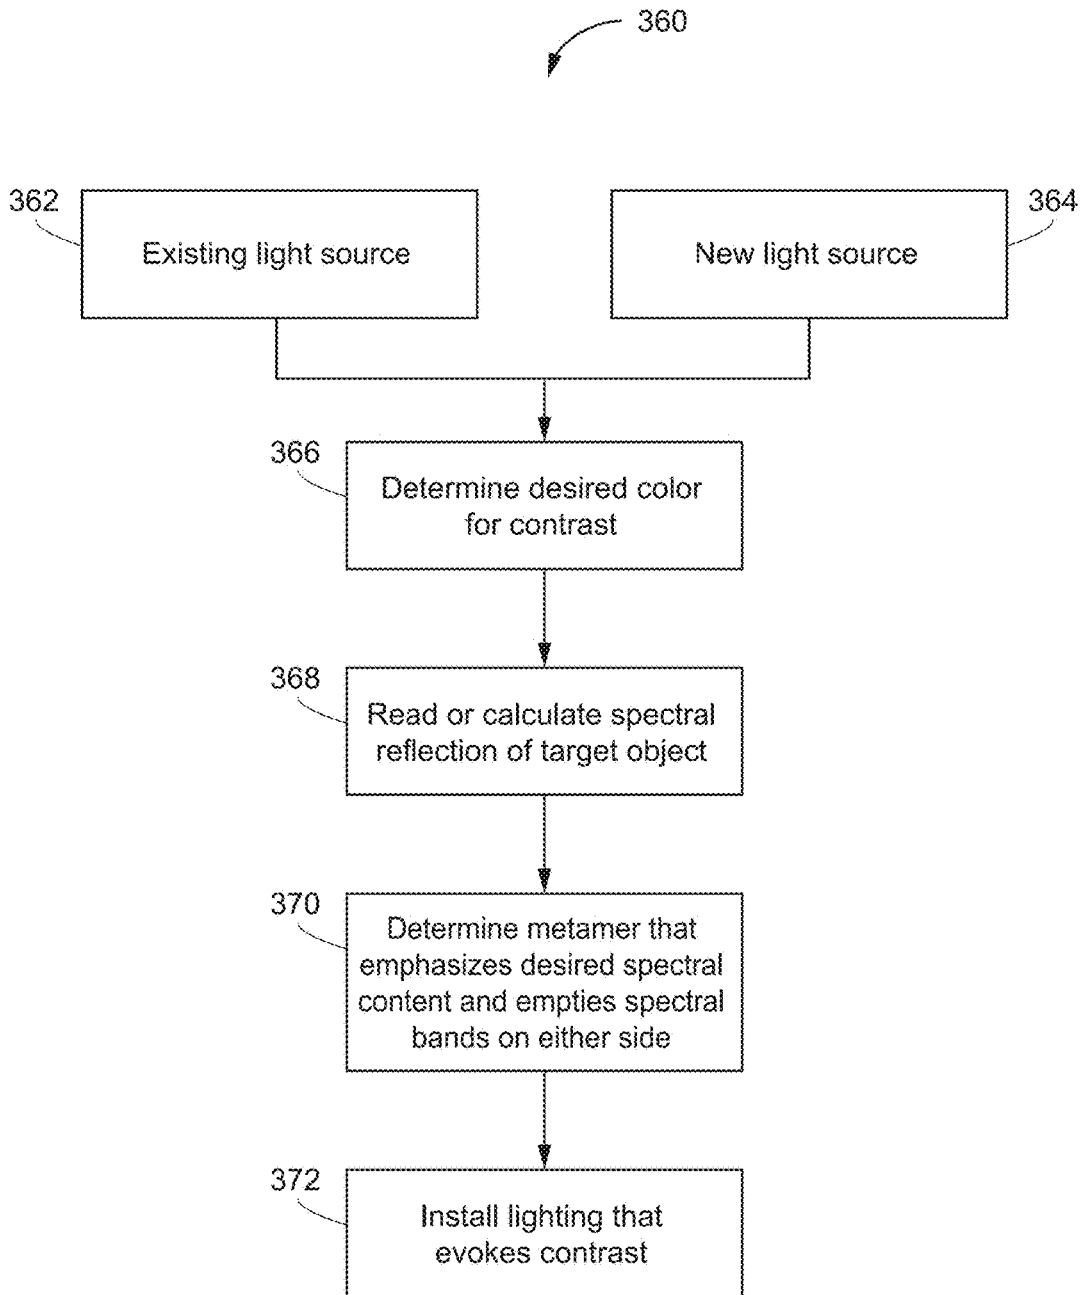 360
362
Existing light source
364
New light source
366
Determine desired color
for contrast
368
Read or calculate spectral
reflection of target object
370
Determine metamer that
emphasizes desired spectral
content and empties spectral
bands on either side
372
Install lighting that
evokes contrast